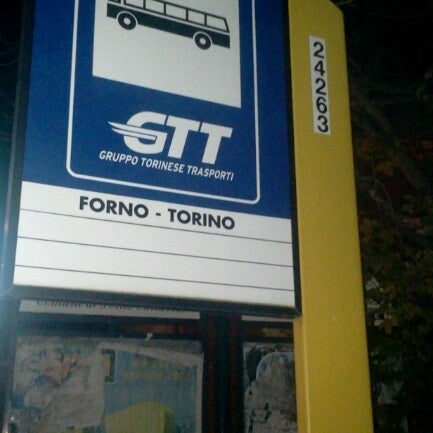 GTT
GRUPPO TORINESE TRASPORTI
FORNO - TORINO
24263